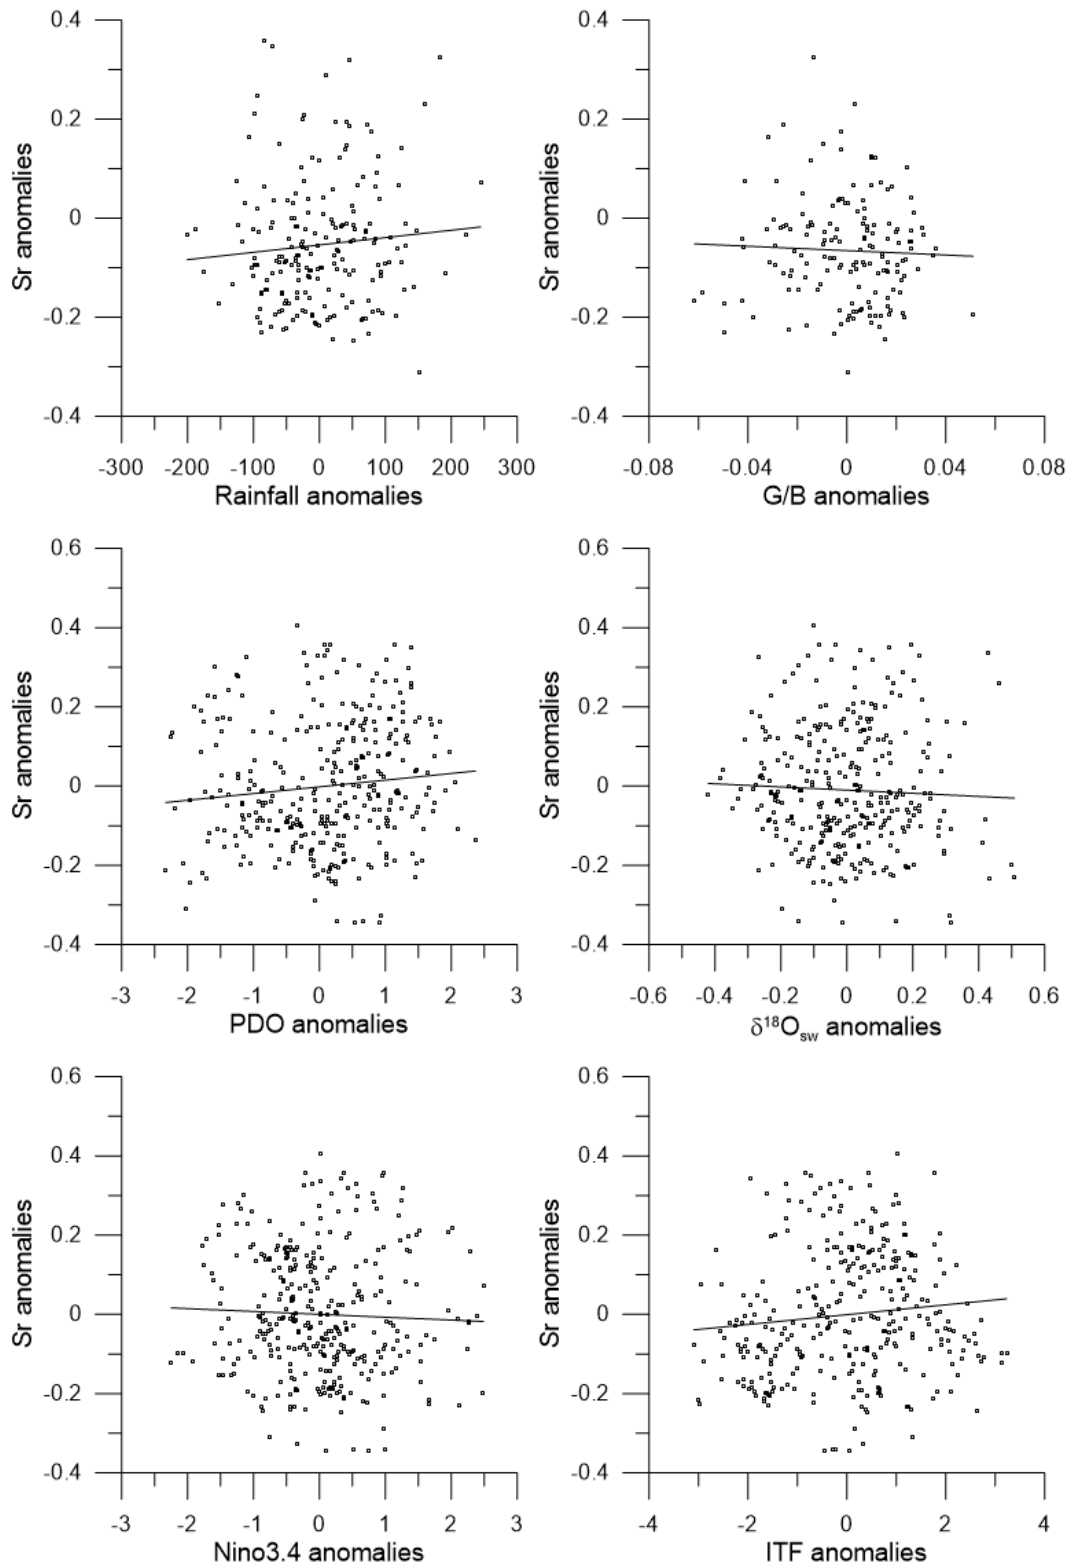 0.4 0.4
0.2 0.2
0 0
-0.2 -0.2
-0.4 -0.4
Sr anomalies Sr anomalies
-300 -200 -100 0 100 200 300 -0.08 -0.04 0 0.04 0.08
Rainfall anomalies G/B anomalies
0.6 0.6
0.4 0.4
0.2 0.2
0 0
-0.2 -0.2
-0.4 -0.4
Sr anomalies Sr anomalies
-3 -2 -1 0 1 2 3 -0.6 -0.4 -0.2 0 0.2 0.4 0.6
PDO anomalies δ¹⁸Osw anomalies
0.6 0.6
0.4 0.4
0.2 0.2
0 0
-0.2 -0.2
-0.4 -0.4
Sr anomalies Sr anomalies
-3 -2 -1 0 1 2 3 -4 -2 0 2 4
Nino3.4 anomalies ITF anomalies